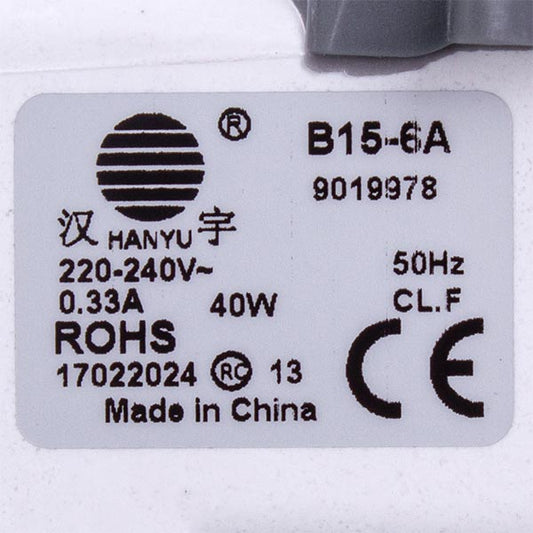 ® B15-6A
9019978
汉 HANYU 宇
220-240V~ 50Hz
0.33A 40W CL.F
ROHS
17022024 RC 13
Made in China
CE